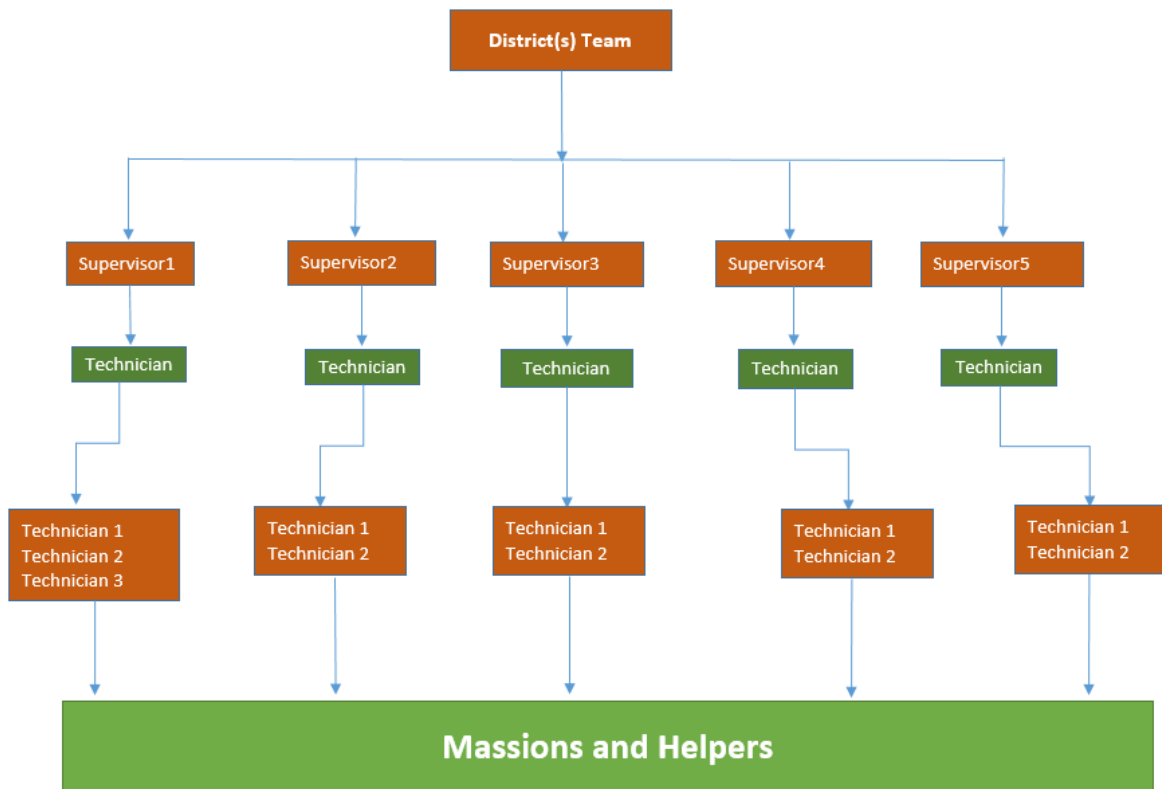 District(s) Team
Supervisor1
Supervisor2
Supervisor3
Supervisor4
Supervisor5
Technician
Technician
Technician
Technician
Technician
Technician 1
Technician 2
Technician 3
Technician 1
Technician 2
Technician 1
Technician 2
Technician 1
Technician 2
Technician 1
Technician 2
Massions and Helpers